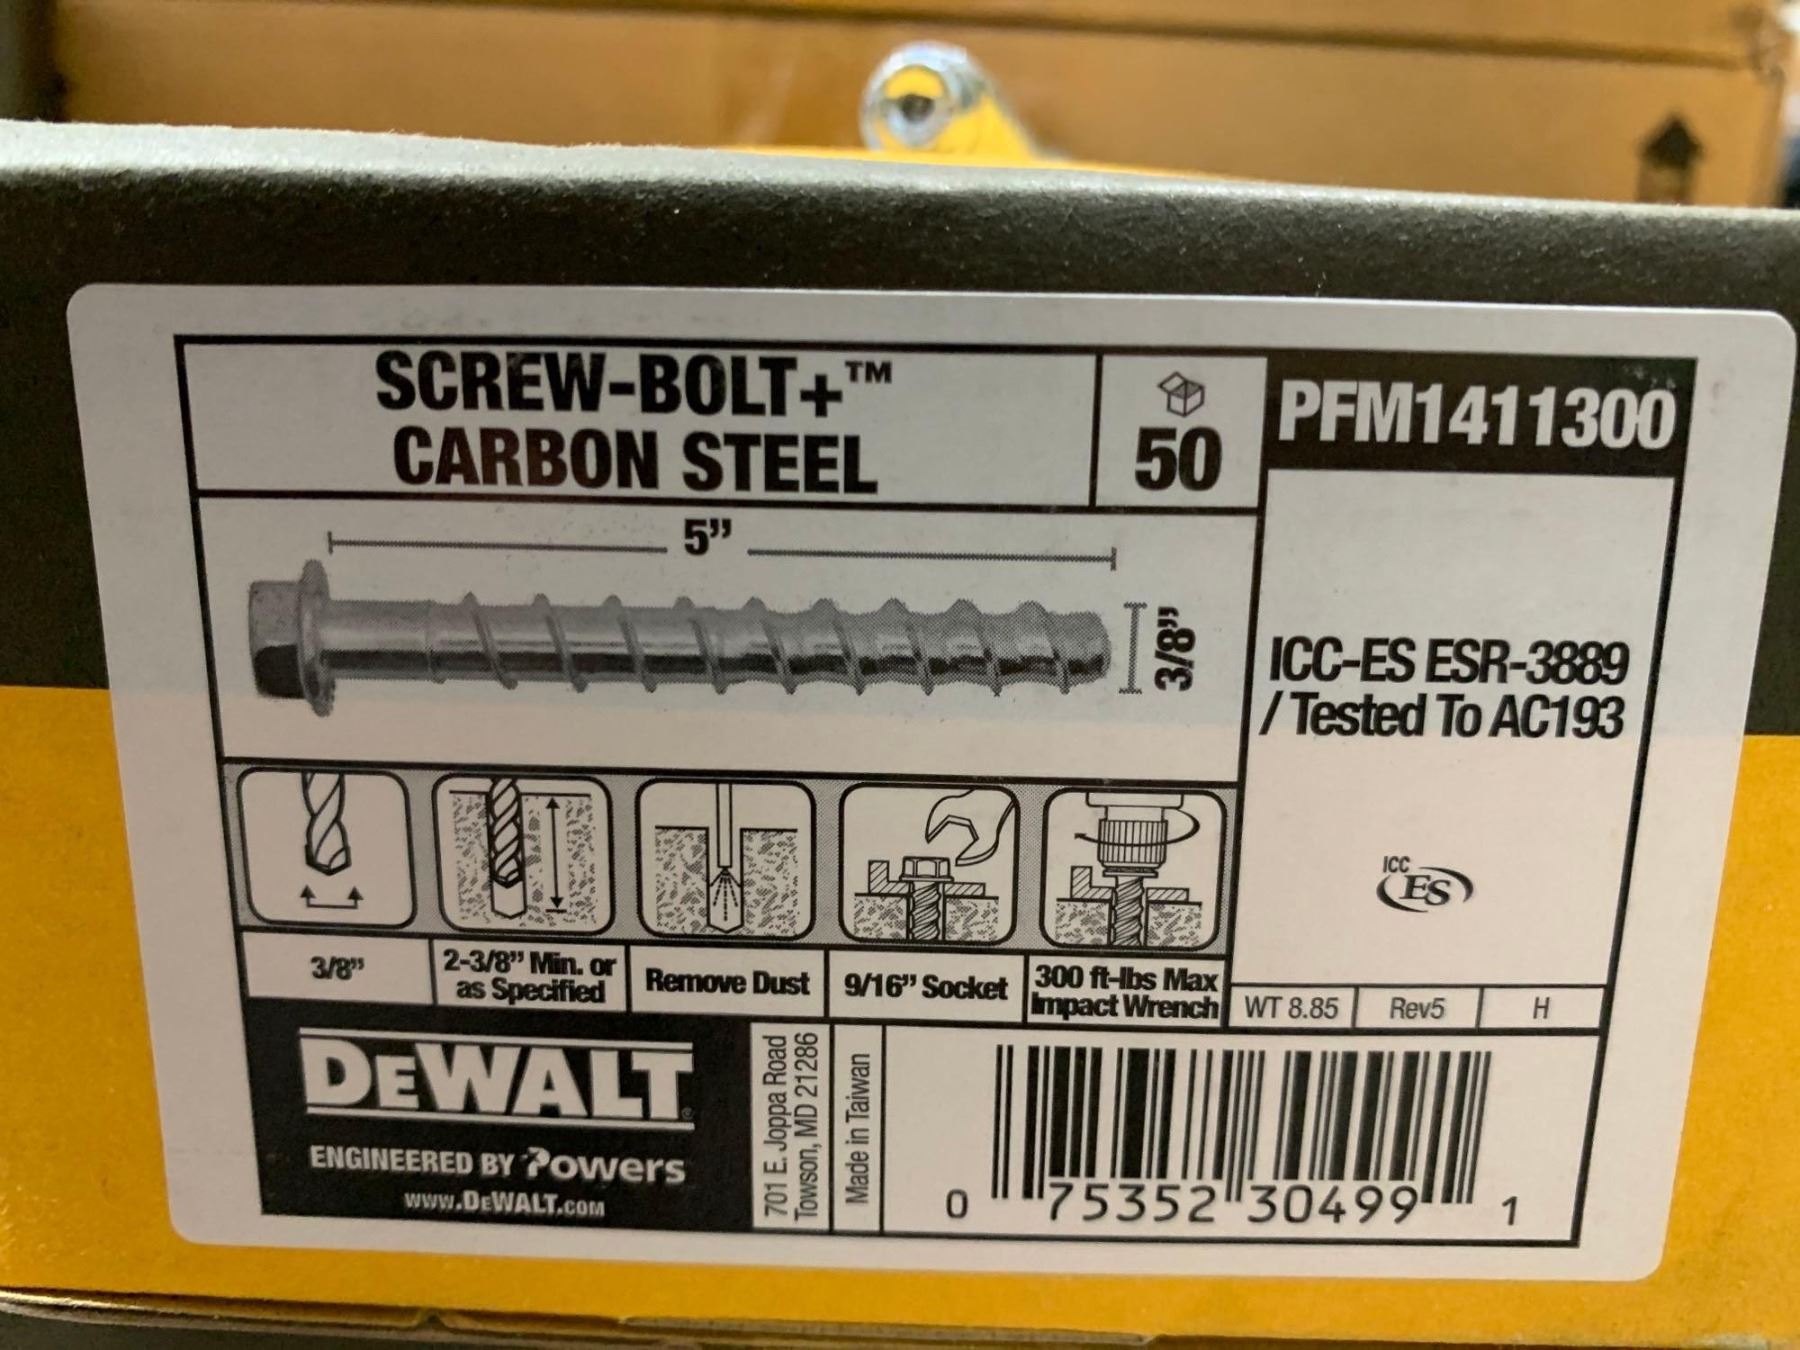 SCREW-BOLT+™
CARBON STEEL
50
PFM1411300
5”
3/8”
ICC-ES ESR-3889
/ Tested To AC193
ICC
ES
3/8”
2-3/8” Min. or
as Specified
Remove Dust
9/16” Socket
300 ft-lbs Max
Impact Wrench
WT 8.85
Rev5
H
DEWALT®
ENGINEERED BY Powers
www.DEWALT.com
701 E. Joppa Road
Towson, MD 21286
Made in Taiwan
0 75352 30499 1